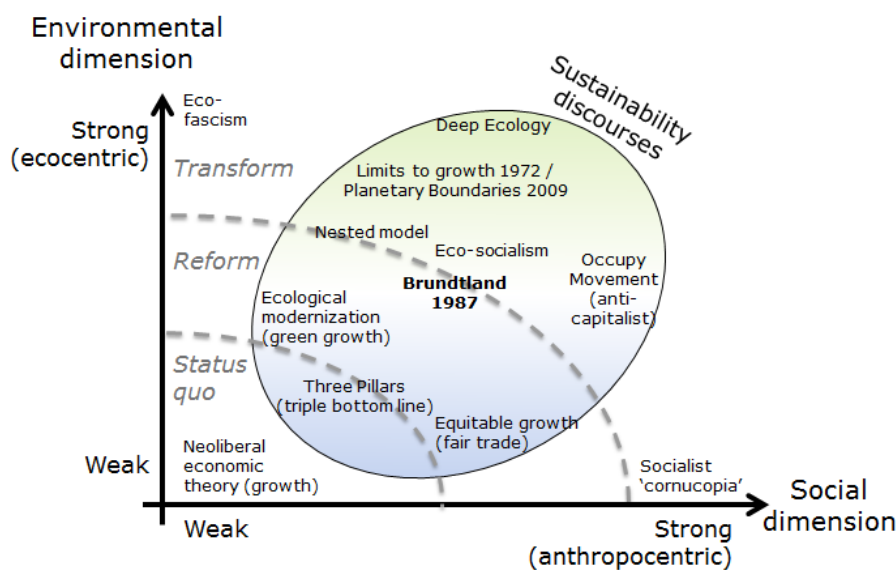 Environmental
dimension
Sustainability
discourses
Eco-
fascism
Strong
(ecocentric)
Deep Ecology
Transform
Limits to growth 1972 /
Planetary Boundaries 2009
Nested model
Reform
Eco-socialism
Occupy
Movement
(anti-
capitalist)
Brundtland
1987
Ecological
modernization
(green growth)
Status
quo
Three Pillars
(triple bottom line)
Equitable growth
(fair trade)
Neoliberal
economic
theory (growth)
Weak
Socialist
'cornucopia'
Social
dimension
Weak
Strong
(anthropocentric)